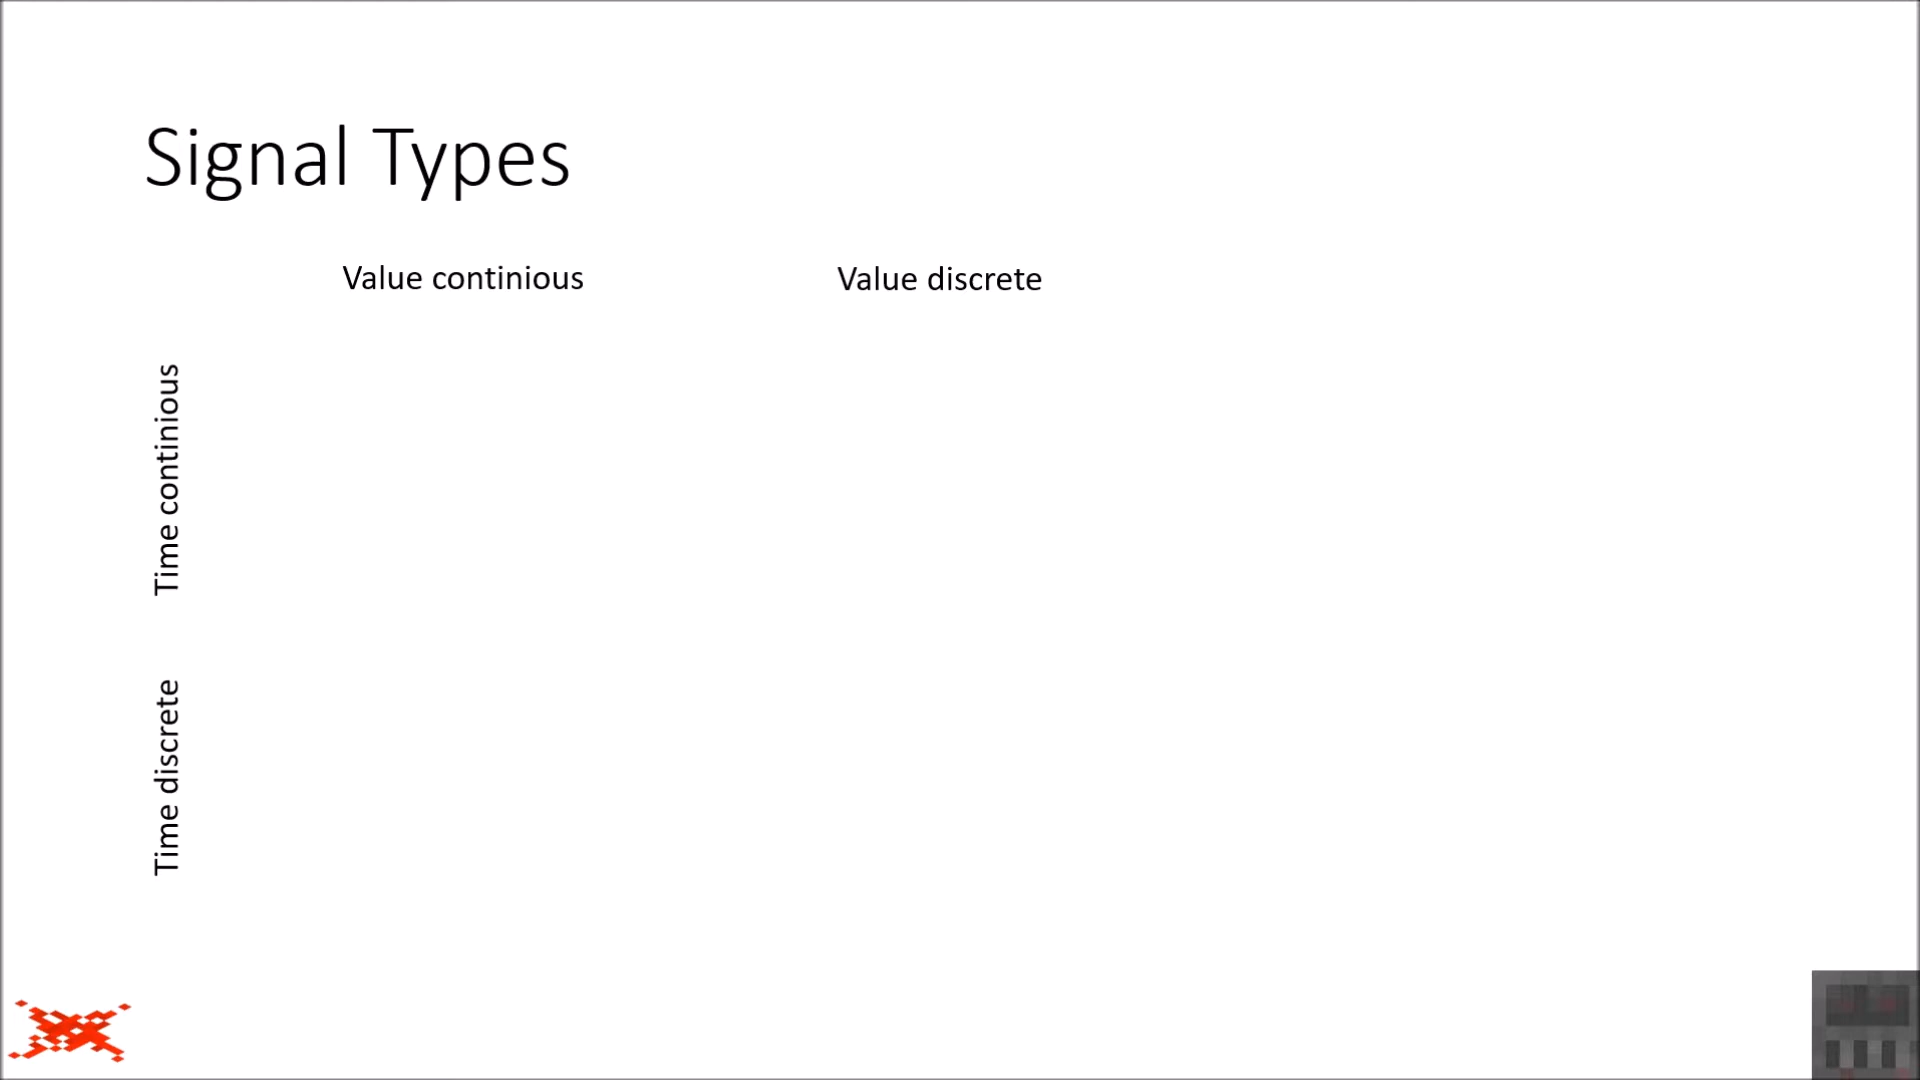 Signal Types
Value continious
Value discrete
Time continious
Time discrete